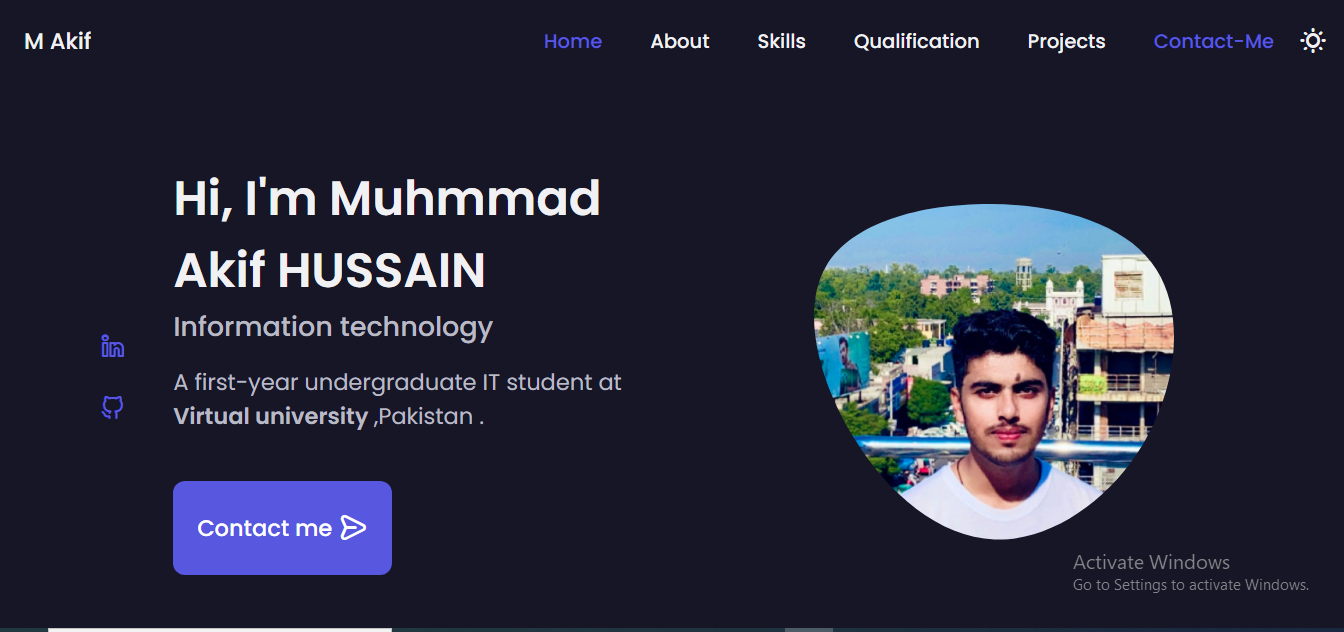 M Akif
Home
About
Skills
Qualification
Projects
Contact-Me
Hi, I'm Muhmmad
Akif HUSSAIN
Information technology
A first-year undergraduate IT student at
Virtual university ,Pakistan .
Contact me
Activate Windows
Go to Settings to activate Windows.